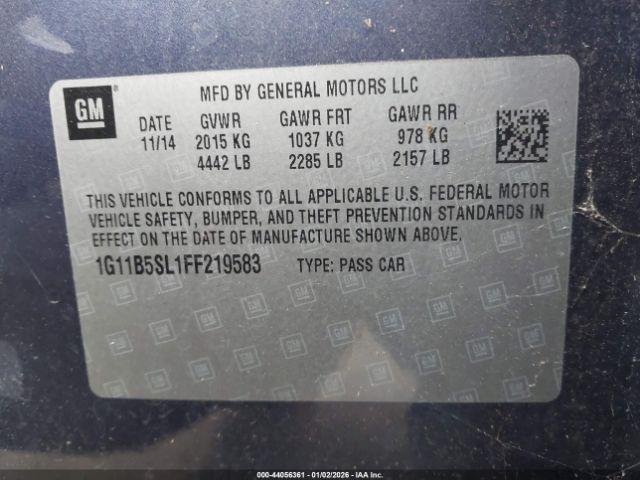 GM
MFD BY GENERAL MOTORS LLC
DATE GVWR GAWR FRT GAWR RR
11/14 2015 KG 1037 KG 978 KG
4442 LB 2285 LB 2157 LB
THIS VEHICLE CONFORMS TO ALL APPLICABLE U.S. FEDERAL MOTOR
VEHICLE SAFETY, BUMPER, AND THEFT PREVENTION STANDARDS IN
EFFECT ON THE DATE OF MANUFACTURE SHOWN ABOVE.
1G11B5SL1FF219583 TYPE: PASS CAR
000-44056361 - 01/02/2026 - IAA Inc.